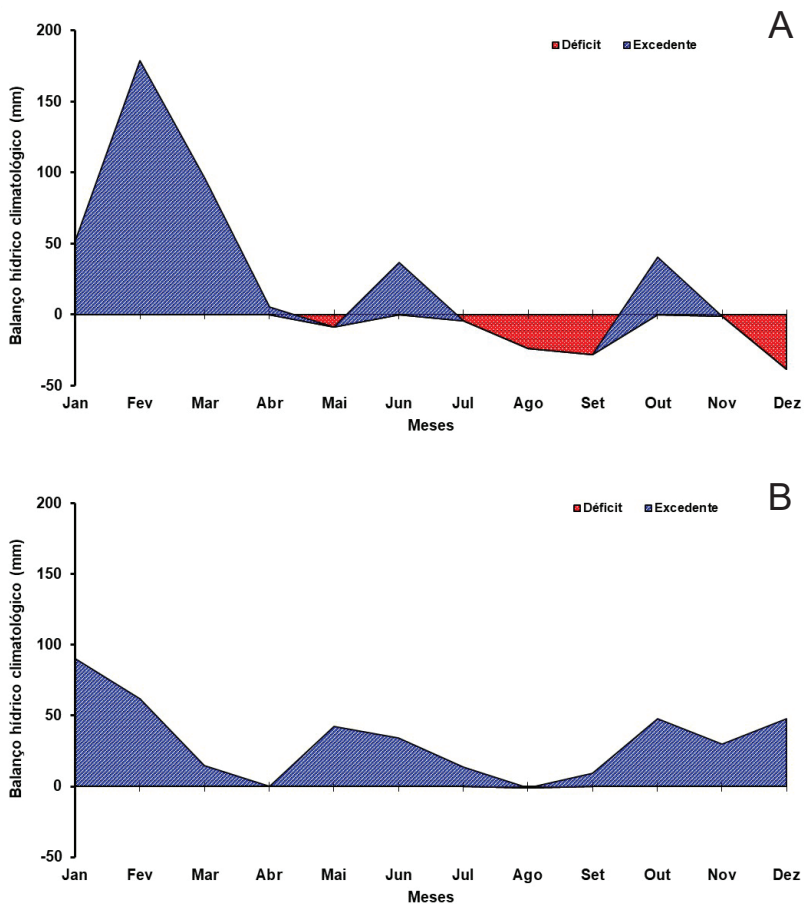 A
Déficit Excedente
Balanço hídrico climatológico (mm)
200
150
100
50
0
-50
Jan Fev Mar Abr Mai Jun Jul Ago Set Out Nov Dez
Meses
B
Déficit Excedente
Balanço hídrico climatológico (mm)
200
150
100
50
0
-50
Jan Fev Mar Abr Mai Jun Jul Ago Set Out Nov Dez
Meses